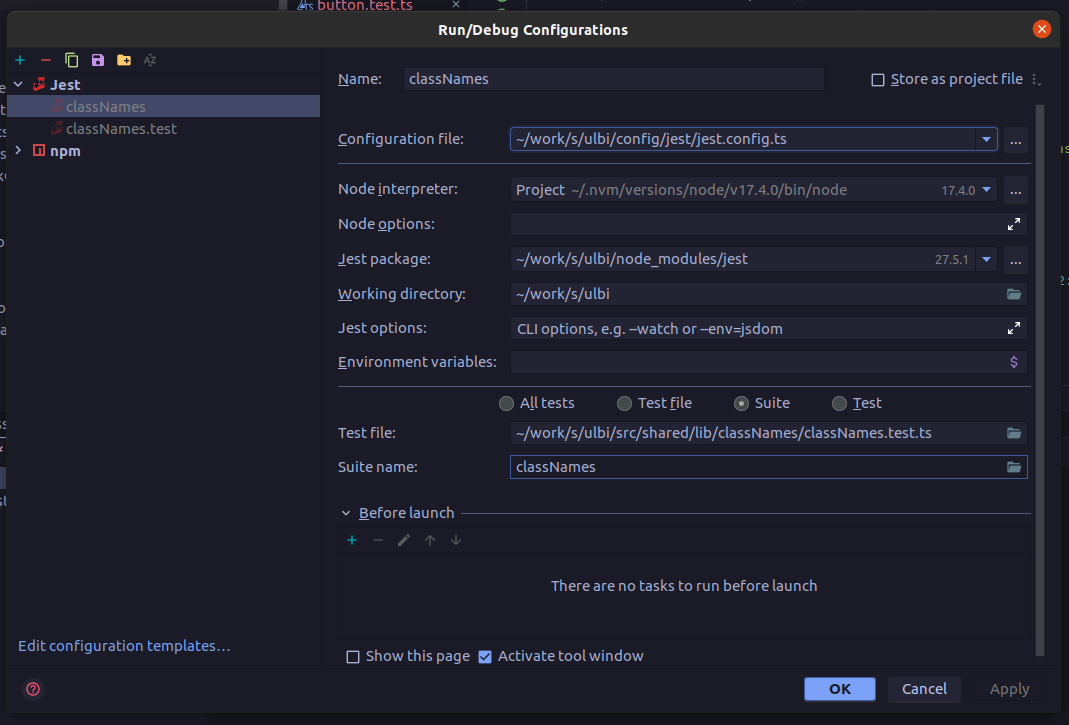 button.test.ts
Run/Debug Configurations
Jest
classNames
classNames.test
npm
Name: classNames Store as project file
Configuration file: ~/work/s/ulbi/config/jest/jest.config.ts ...
Node interpreter: Project ~/.nvm/versions/node/v17.4.0/bin/node 17.4.0 ...
Node options:
Jest package: ~/work/s/ulbi/node_modules/jest 27.5.1 ...
Working directory: ~/work/s/ulbi
Jest options: CLI options, e.g. --watch or --env=jsdom
Environment variables: $
All tests Test file Suite Test
Test file: ~/work/s/ulbi/src/shared/lib/classNames/classNames.test.ts
Suite name: classNames
Before launch
There are no tasks to run before launch
Edit configuration templates...
Show this page Activate tool window
? OK Cancel Apply